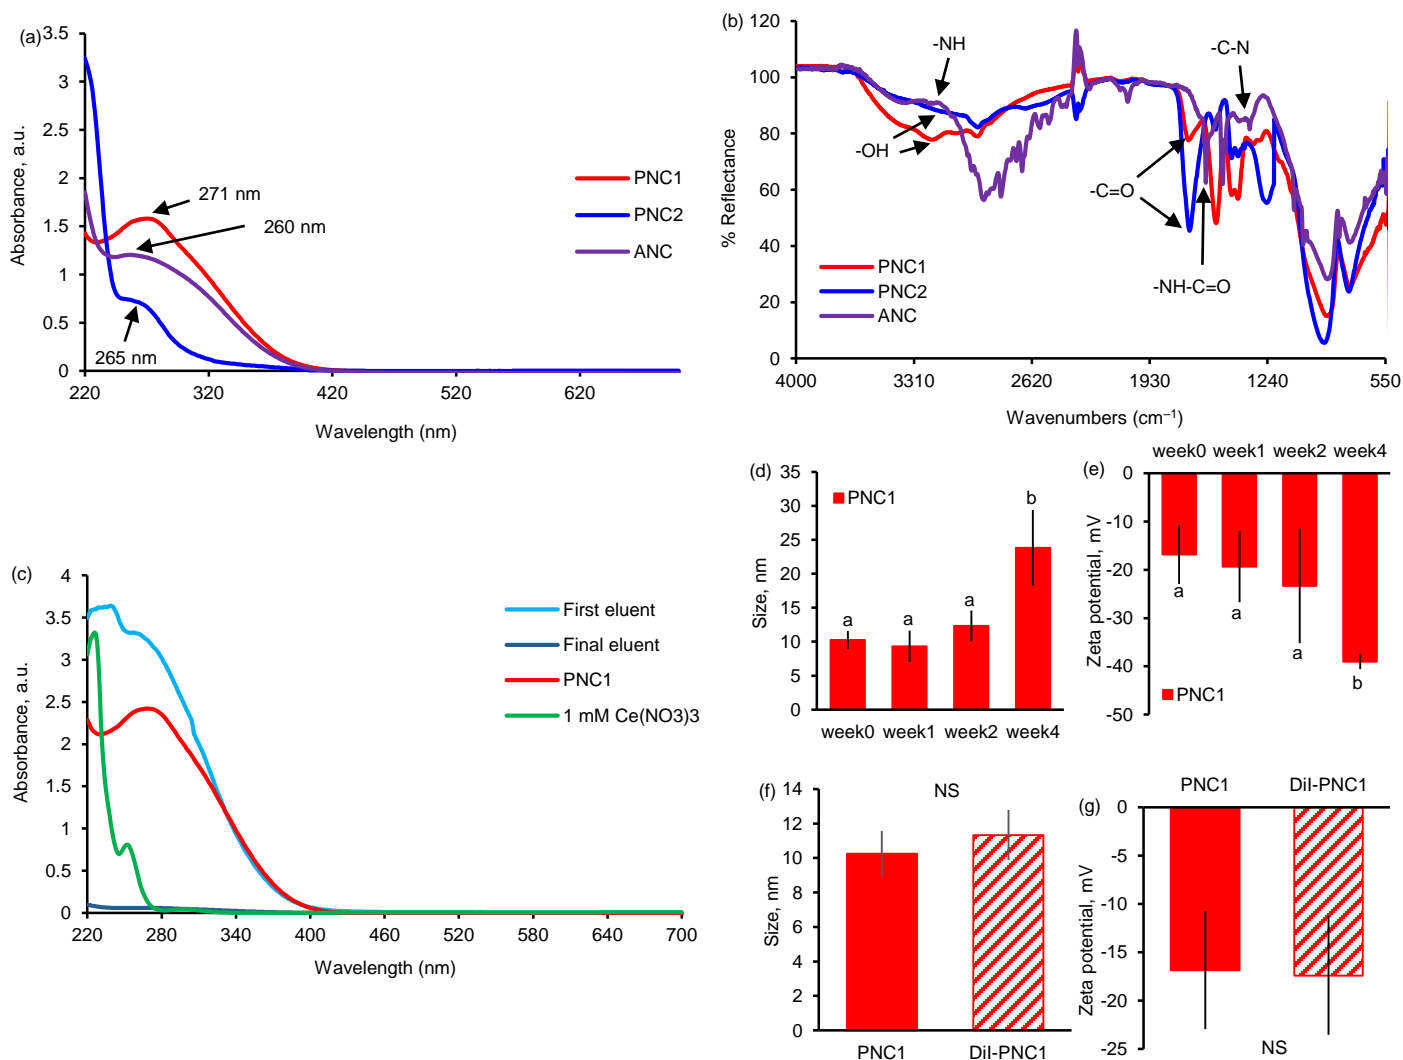 (a)
3.5
3
2.5
2
1.5
1
0.5
0
Absorbance, a.u.
271 nm
260 nm
265 nm
PNC1
PNC2
ANC
220
320
420
520
620
Wavelength (nm)
(b)
120
100
80
60
40
20
0
% Reflectance
-NH
-OH
-C-N
-C=O
-NH-C=O
PNC1
PNC2
ANC
4000
3310
2620
1930
1240
550
Wavenumbers (cm⁻¹)
(c)
4
3.5
3
2.5
2
1.5
1
0.5
0
Absorbance, a.u.
First eluent
Final eluent
PNC1
1 mM Ce(NO3)3
220
280
340
400
460
520
580
640
700
Wavelength (nm)
(d)
35
30
25
20
15
10
5
0
Size, nm
PNC1
a
a
a
b
week0
week1
week2
week4
(e)
week0
week1
week2
week4
0
-10
-20
-30
-40
-50
Zeta potential, mV
a
a
a
b
PNC1
(f)
14
12
10
8
6
4
2
0
Size, nm
NS
PNC1
DiI-PNC1
(g)
PNC1
DiI-PNC1
0
-5
-10
-15
-20
-25
Zeta potential, mV
NS